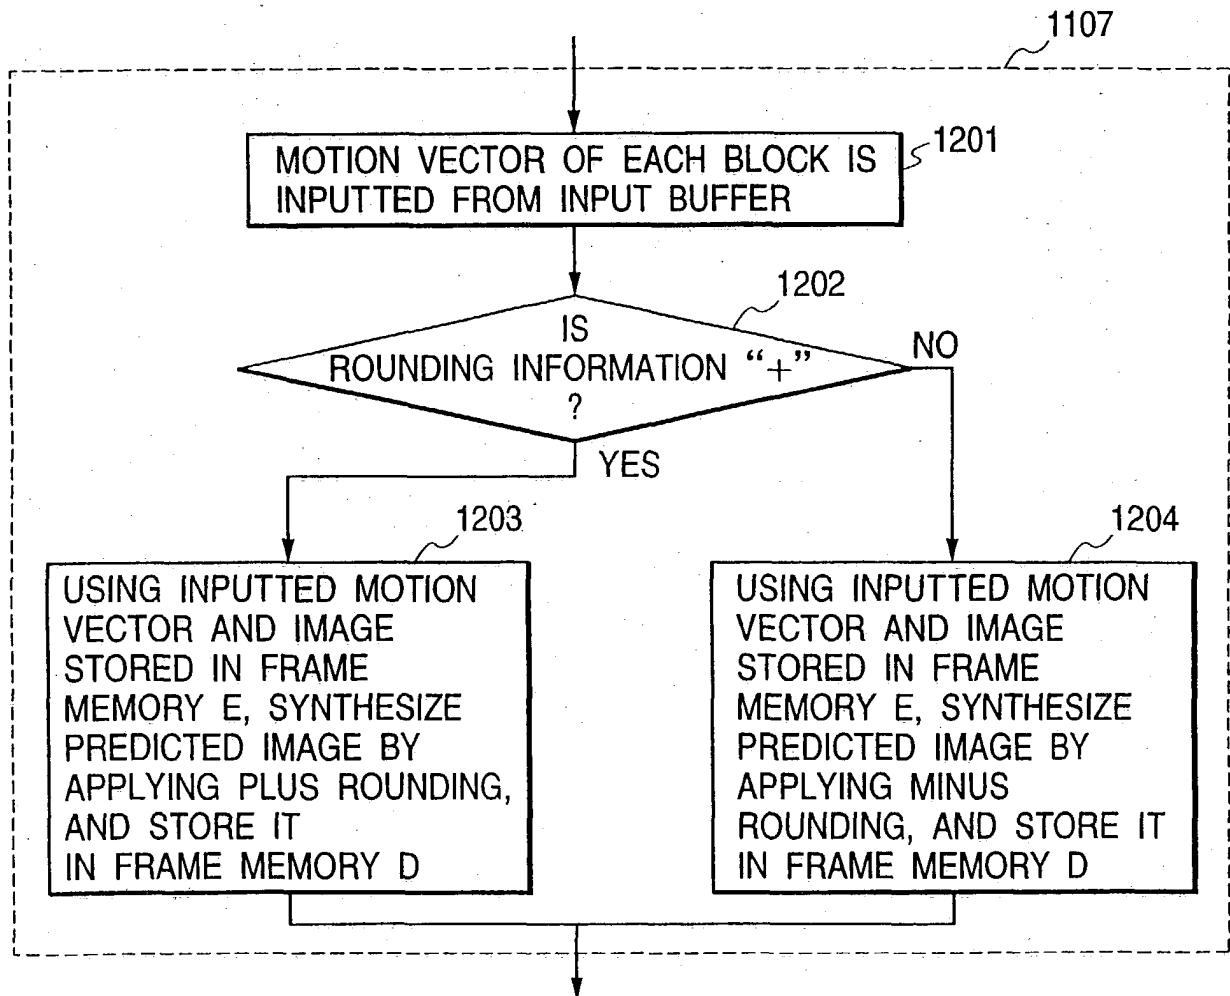 1107
1201
MOTION VECTOR OF EACH BLOCK IS
INPUTTED FROM INPUT BUFFER
1202
IS
ROUNDING INFORMATION “+”
?
NO
YES
1203
USING INPUTTED MOTION
VECTOR AND IMAGE
STORED IN FRAME
MEMORY E, SYNTHESIZE
PREDICTED IMAGE BY
APPLYING PLUS ROUNDING,
AND STORE IT
IN FRAME MEMORY D
1204
USING INPUTTED MOTION
VECTOR AND IMAGE
STORED IN FRAME
MEMORY E, SYNTHESIZE
PREDICTED IMAGE BY
APPLYING MINUS
ROUNDING, AND STORE IT
IN FRAME MEMORY D